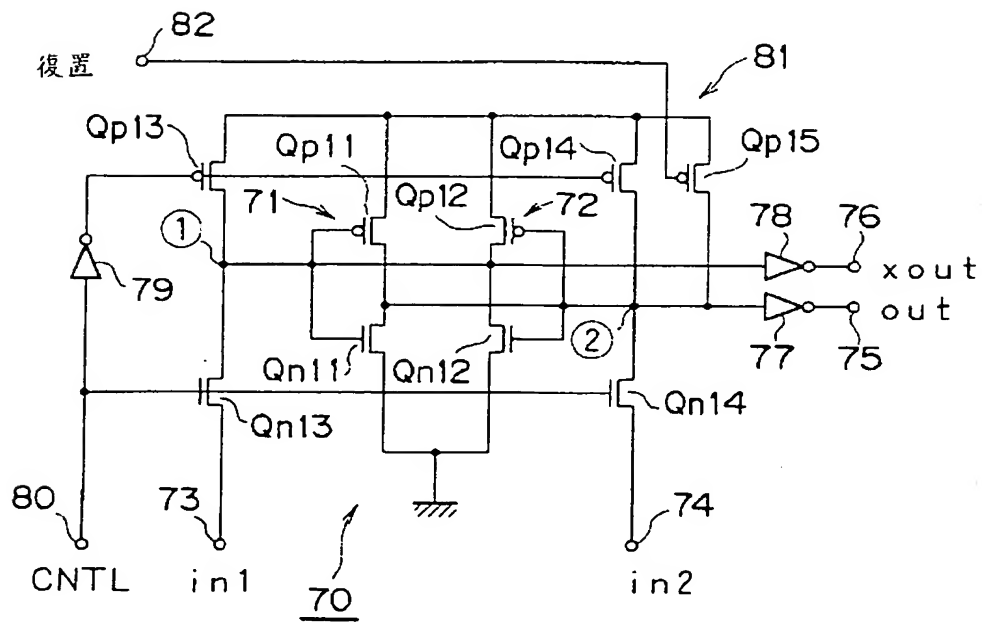 82
復置
81
Qp13
Qp11
Qp14
Qp15
Qp12
71
72
78
76
①
xout
79
out
②
77
75
Qn11
Qn12
Qn13
Qn14
80
73
74
CNTL
in1
in2
70